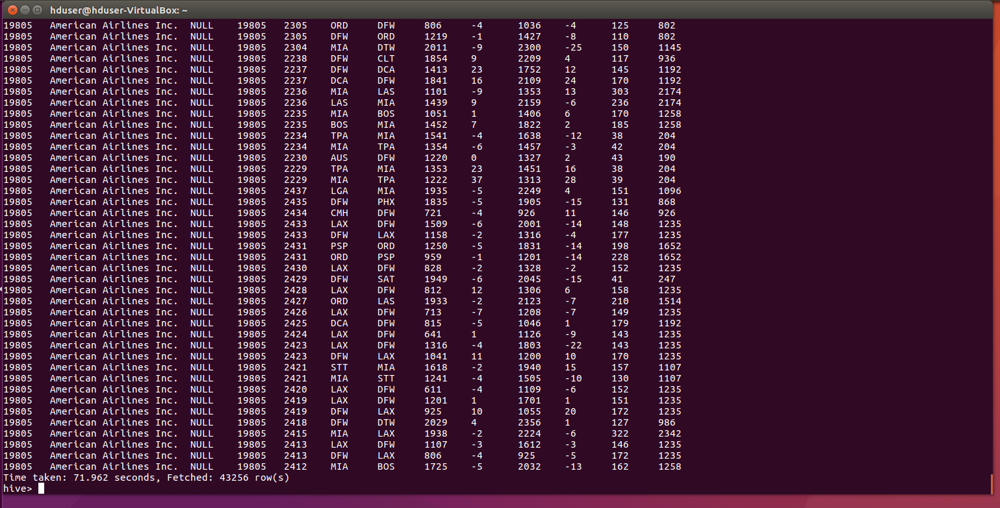 hduser@hduser-VirtualBox: ~
19805 American Airlines Inc. NULL 19805 2305 ORD DFW 806 -4 1036 -4 125 802
19805 American Airlines Inc. NULL 19805 2305 DFW ORD 1219 -1 1427 -8 110 802
19805 American Airlines Inc. NULL 19805 2304 MIA DTW 2011 -9 2300 -25 150 1145
19805 American Airlines Inc. NULL 19805 2238 DFW CLT 1854 9 2209 4 117 936
19805 American Airlines Inc. NULL 19805 2237 DFW DCA 1413 23 1752 12 145 1192
19805 American Airlines Inc. NULL 19805 2237 DCA DFW 1841 16 2109 24 170 1192
19805 American Airlines Inc. NULL 19805 2236 MIA LAS 1101 -9 1353 13 303 2174
19805 American Airlines Inc. NULL 19805 2236 LAS MIA 1439 9 2159 -6 236 2174
19805 American Airlines Inc. NULL 19805 2235 MIA BOS 1051 1 1406 6 170 1258
19805 American Airlines Inc. NULL 19805 2235 BOS MIA 1452 7 1822 2 185 1258
19805 American Airlines Inc. NULL 19805 2234 TPA MIA 1541 -4 1638 -12 38 204
19805 American Airlines Inc. NULL 19805 2234 MIA TPA 1354 -6 1457 -3 42 204
19805 American Airlines Inc. NULL 19805 2230 AUS DFW 1220 0 1327 2 43 190
19805 American Airlines Inc. NULL 19805 2229 TPA MIA 1353 23 1451 16 38 204
19805 American Airlines Inc. NULL 19805 2229 MIA TPA 1222 37 1313 28 39 204
19805 American Airlines Inc. NULL 19805 2437 LGA MIA 1935 -5 2249 4 151 1096
19805 American Airlines Inc. NULL 19805 2435 DFW PHX 1835 -5 1905 -15 131 868
19805 American Airlines Inc. NULL 19805 2434 CMH DFW 721 -4 926 11 146 926
19805 American Airlines Inc. NULL 19805 2433 LAX DFW 1509 -6 2001 -14 148 1235
19805 American Airlines Inc. NULL 19805 2433 DFW LAX 1158 -2 1316 -4 177 1235
19805 American Airlines Inc. NULL 19805 2431 PSP ORD 1250 -5 1831 -14 198 1652
19805 American Airlines Inc. NULL 19805 2431 ORD PSP 959 -1 1201 -14 228 1652
19805 American Airlines Inc. NULL 19805 2430 LAX DFW 828 -2 1328 -2 152 1235
19805 American Airlines Inc. NULL 19805 2429 DFW SAT 1949 -6 2045 -15 41 247
19805 American Airlines Inc. NULL 19805 2428 LAX DFW 812 12 1306 6 158 1235
19805 American Airlines Inc. NULL 19805 2427 ORD LAS 1933 -2 2123 -7 210 1514
19805 American Airlines Inc. NULL 19805 2426 LAX DFW 713 -7 1208 -7 149 1235
19805 American Airlines Inc. NULL 19805 2425 DCA DFW 815 -5 1046 1 179 1192
19805 American Airlines Inc. NULL 19805 2424 LAX DFW 641 1 1126 -9 143 1235
19805 American Airlines Inc. NULL 19805 2423 LAX DFW 1316 -4 1803 -22 143 1235
19805 American Airlines Inc. NULL 19805 2423 DFW LAX 1041 11 1200 10 170 1235
19805 American Airlines Inc. NULL 19805 2421 STT MIA 1618 -2 1940 15 157 1107
19805 American Airlines Inc. NULL 19805 2421 MIA STT 1241 -4 1505 -10 130 1107
19805 American Airlines Inc. NULL 19805 2420 LAX DFW 611 -4 1109 -6 152 1235
19805 American Airlines Inc. NULL 19805 2419 LAX DFW 1201 1 1701 1 151 1235
19805 American Airlines Inc. NULL 19805 2419 DFW LAX 925 10 1055 20 172 1235
19805 American Airlines Inc. NULL 19805 2418 DFW DTW 2029 4 2356 1 127 986
19805 American Airlines Inc. NULL 19805 2415 MIA LAX 1938 -2 2224 -6 322 2342
19805 American Airlines Inc. NULL 19805 2413 LAX DFW 1107 -3 1612 -3 146 1235
19805 American Airlines Inc. NULL 19805 2413 DFW LAX 806 -4 925 -5 172 1235
19805 American Airlines Inc. NULL 19805 2412 MIA BOS 1725 -5 2032 -13 162 1258
Time taken: 71.962 seconds, Fetched: 43256 row(s)
hive>